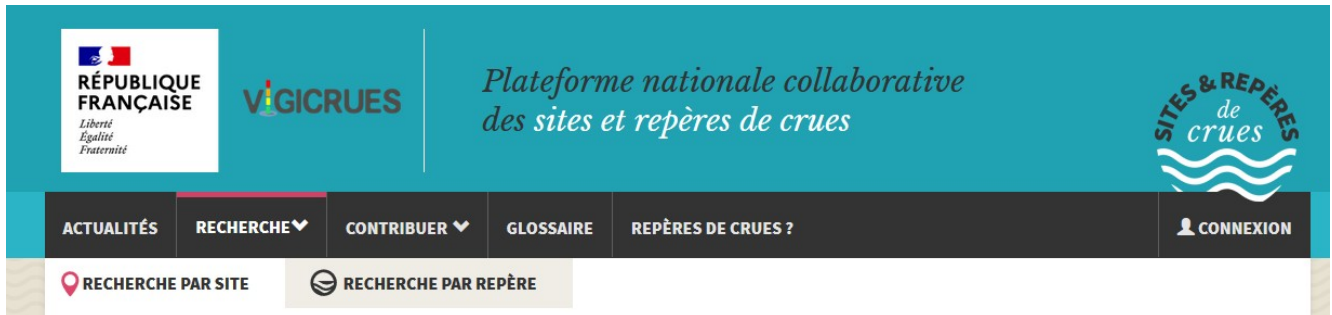 RÉPUBLIQUE
FRANÇAISE
Liberté
Égalité
Fraternité
VIGICRUES
Plateforme nationale collaborative
des sites et repères de crues
SITES & REPÈRES
de
crues
ACTUALITÉS RECHERCHE CONTRIBUER GLOSSAIRE REPÈRES DE CRUES ? CONNEXION
RECHERCHE PAR SITE RECHERCHE PAR REPÈRE